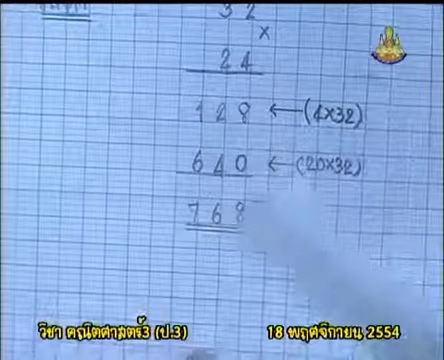 32
×
24
128 ← (4×32)
640 ← (20×32)
768
วิชา คณิตศาสตร์3 (ป.3) 18 พฤศจิกายน 2554